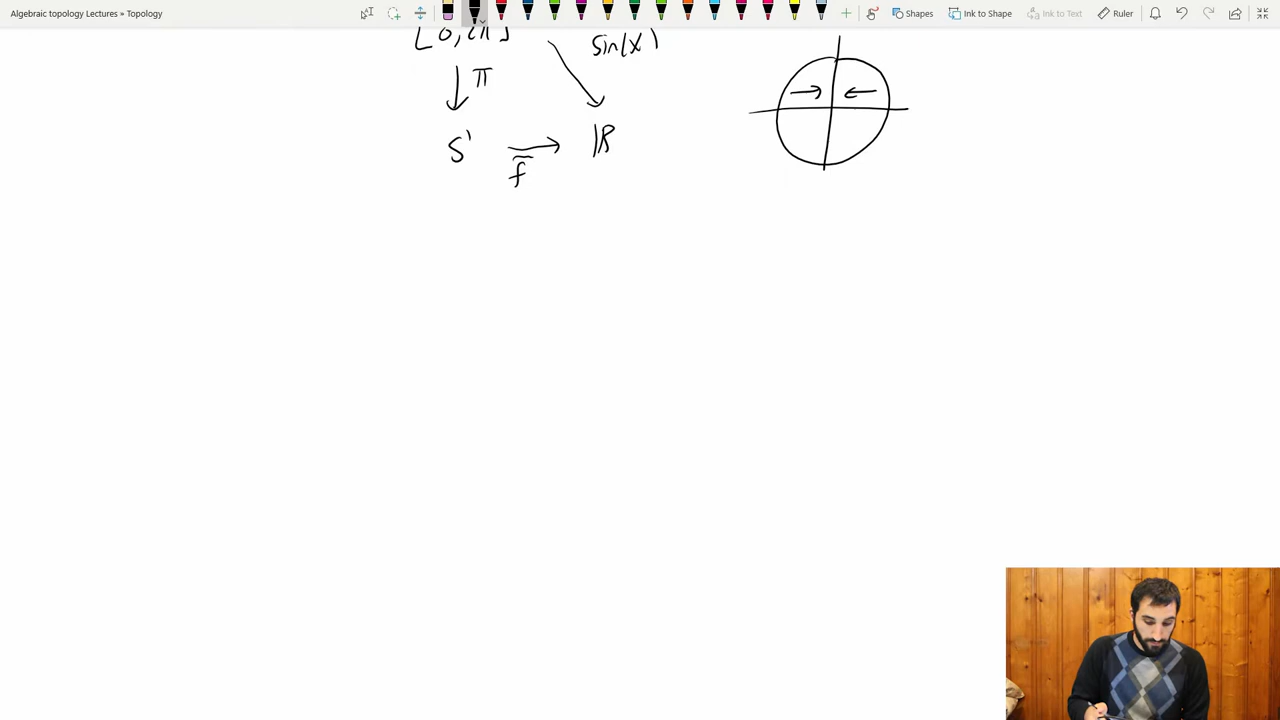 Algebraic topology Lectures » Topology
Shapes
Ink to Shape
Ink to Text
Ruler
[0, 2π]
sin(x)
π
S¹
ℝ
f̃